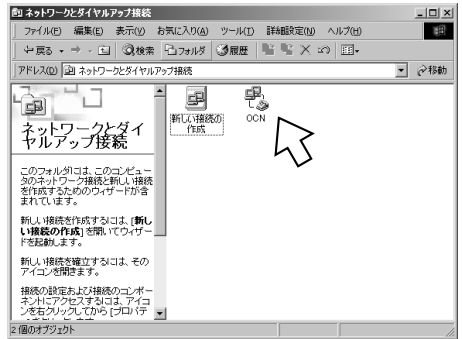 ネットワークとダイヤルアップ接続
ファイル(F) 編集(E) 表示(V) お気に入り(A) ツール(T) 詳細設定(N) ヘルプ(H)
戻る 検索 フォルダ 履歴
アドレス(D) ネットワークとダイヤルアップ接続 移動
ネットワークとダイ
ヤルアップ接続
このフォルダには、このコンピュー
タのネットワーク接続と新しい接続
を作成するためのウィザードが含
まれています。
新しい接続を作成するには、[新し
い接続の作成] を開いてウィザー
ドを起動します。
新しい接続を確立するには、その
アイコンを開きます。
接続の設定および接続のコンポー
ネントにアクセスするには、アイコ
ンを右クリックしてから [プロパテ
新しい接続の
作成
OCN
2 個のオブジェクト